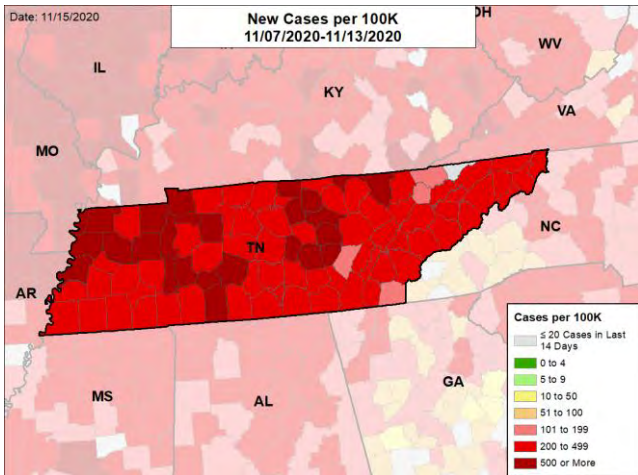 Date: 11/15/2020
New Cases per 100K
11/07/2020-11/13/2020
OH
WV
IL
KY
VA
MO
TN
NC
AR
MS
AL
GA
Cases per 100K
≤ 20 Cases in Last
14 Days
0 to 4
5 to 9
10 to 50
51 to 100
101 to 199
200 to 499
500 or More